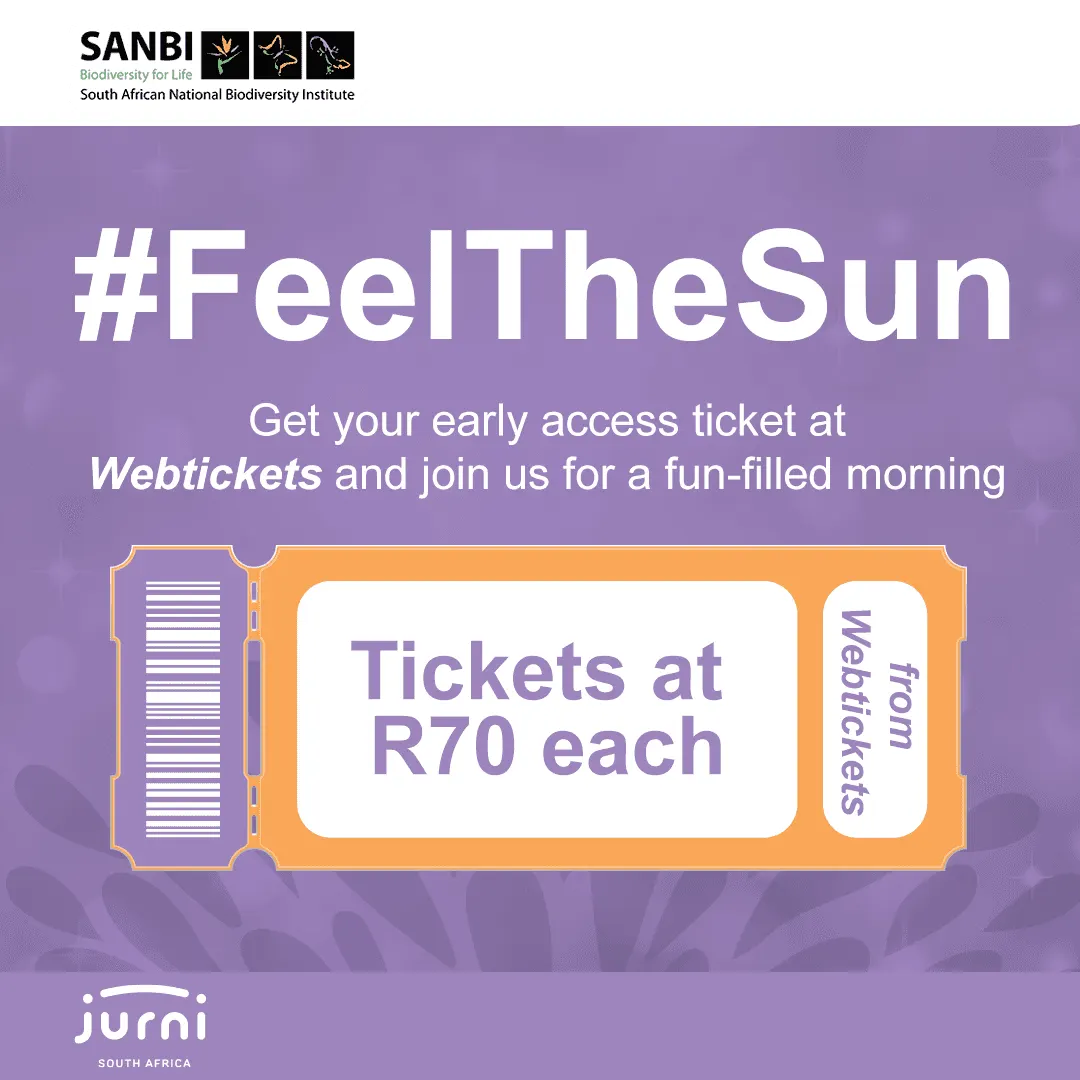 SANBI
Biodiversity for Life
South African National Biodiversity Institute
#FeelTheSun
Get your early access ticket at
Webtickets and join us for a fun-filled morning
Tickets at
R70 each
from
Webtickets
jurni
SOUTH AFRICA